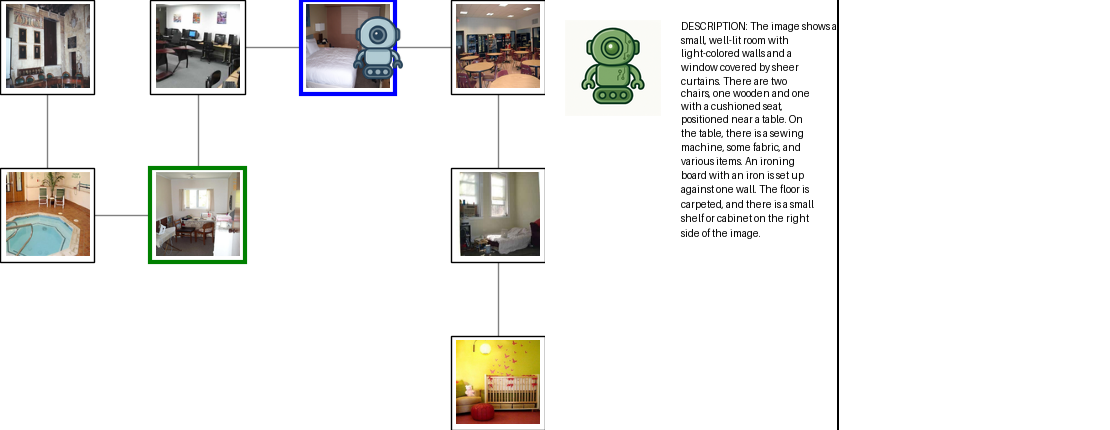 DESCRIPTION: The image shows a
small, well-lit room with
light-colored walls and a
window covered by sheer
curtains. There are two
chairs, one wooden and one
with a cushioned seat,
positioned near a table. On
the table, there is a sewing
machine, some fabric, and
various items. An ironing
board with an iron is set up
against one wall. The floor is
carpeted, and there is a small
shelf or cabinet on the right
side of the image.